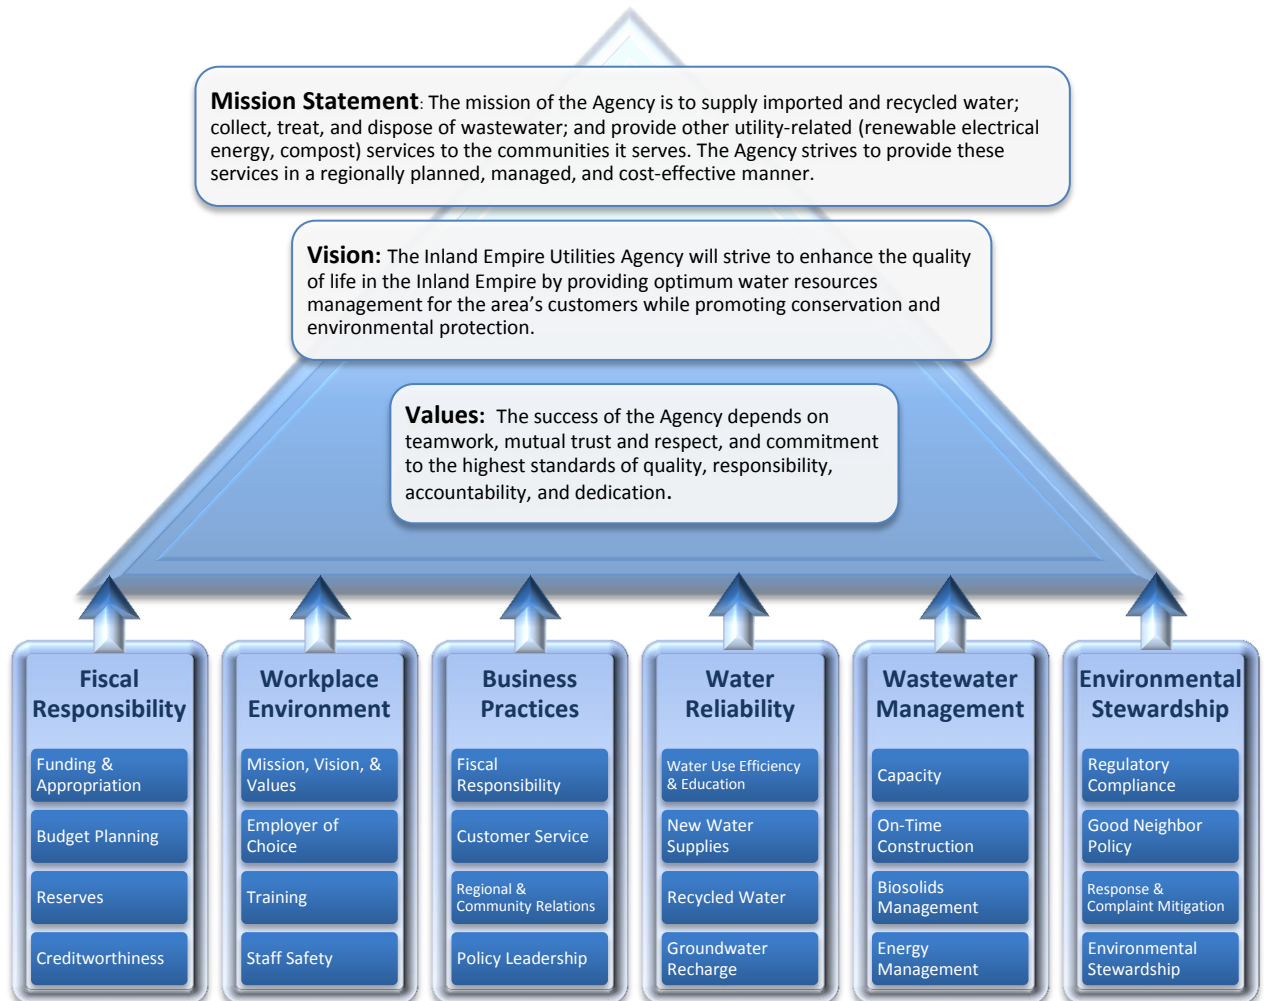 Mission Statement: The mission of the Agency is to supply imported and recycled water;
collect, treat, and dispose of wastewater; and provide other utility-related (renewable electrical
energy, compost) services to the communities it serves. The Agency strives to provide these
services in a regionally planned, managed, and cost-effective manner.
Vision: The Inland Empire Utilities Agency will strive to enhance the quality
of life in the Inland Empire by providing optimum water resources
management for the area’s customers while promoting conservation and
environmental protection.
Values: The success of the Agency depends on
teamwork, mutual trust and respect, and commitment
to the highest standards of quality, responsibility,
accountability, and dedication.
Fiscal
Responsibility
Funding &
Appropriation
Budget Planning
Reserves
Creditworthiness
Workplace
Environment
Mission, Vision, &
Values
Employer of
Choice
Training
Staff Safety
Business
Practices
Fiscal
Responsibility
Customer Service
Regional &
Community Relations
Policy Leadership
Water
Reliability
Water Use Efficiency
& Education
New Water
Supplies
Recycled Water
Groundwater
Recharge
Wastewater
Management
Capacity
On-Time
Construction
Biosolids
Management
Energy
Management
Environmental
Stewardship
Regulatory
Compliance
Good Neighbor
Policy
Response &
Complaint Mitigation
Environmental
Stewardship